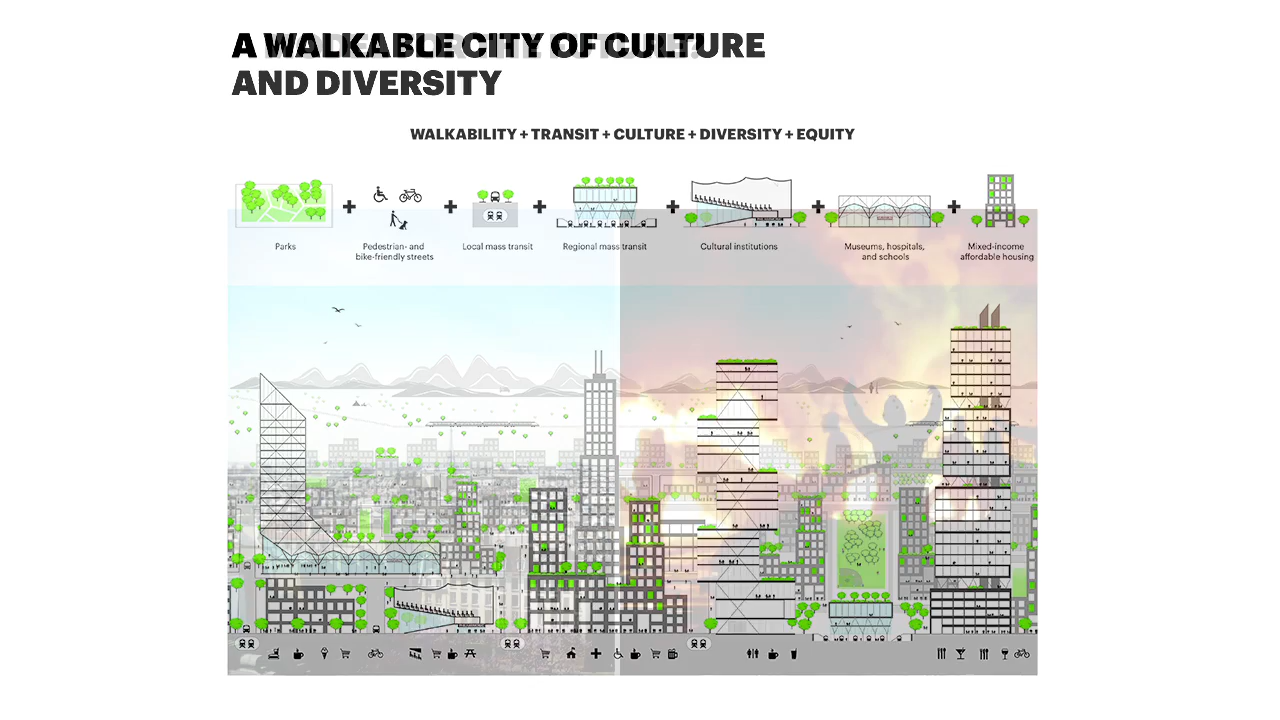 A WALKABLE CITY OF CULTURE
AND DIVERSITY
WALKABILITY + TRANSIT + CULTURE + DIVERSITY + EQUITY
Parks
Pedestrian- and
bike-friendly streets
Local mass transit
Regional mass transit
Cultural institutions
Museums, hospitals,
and schools
Mixed-income
affordable housing